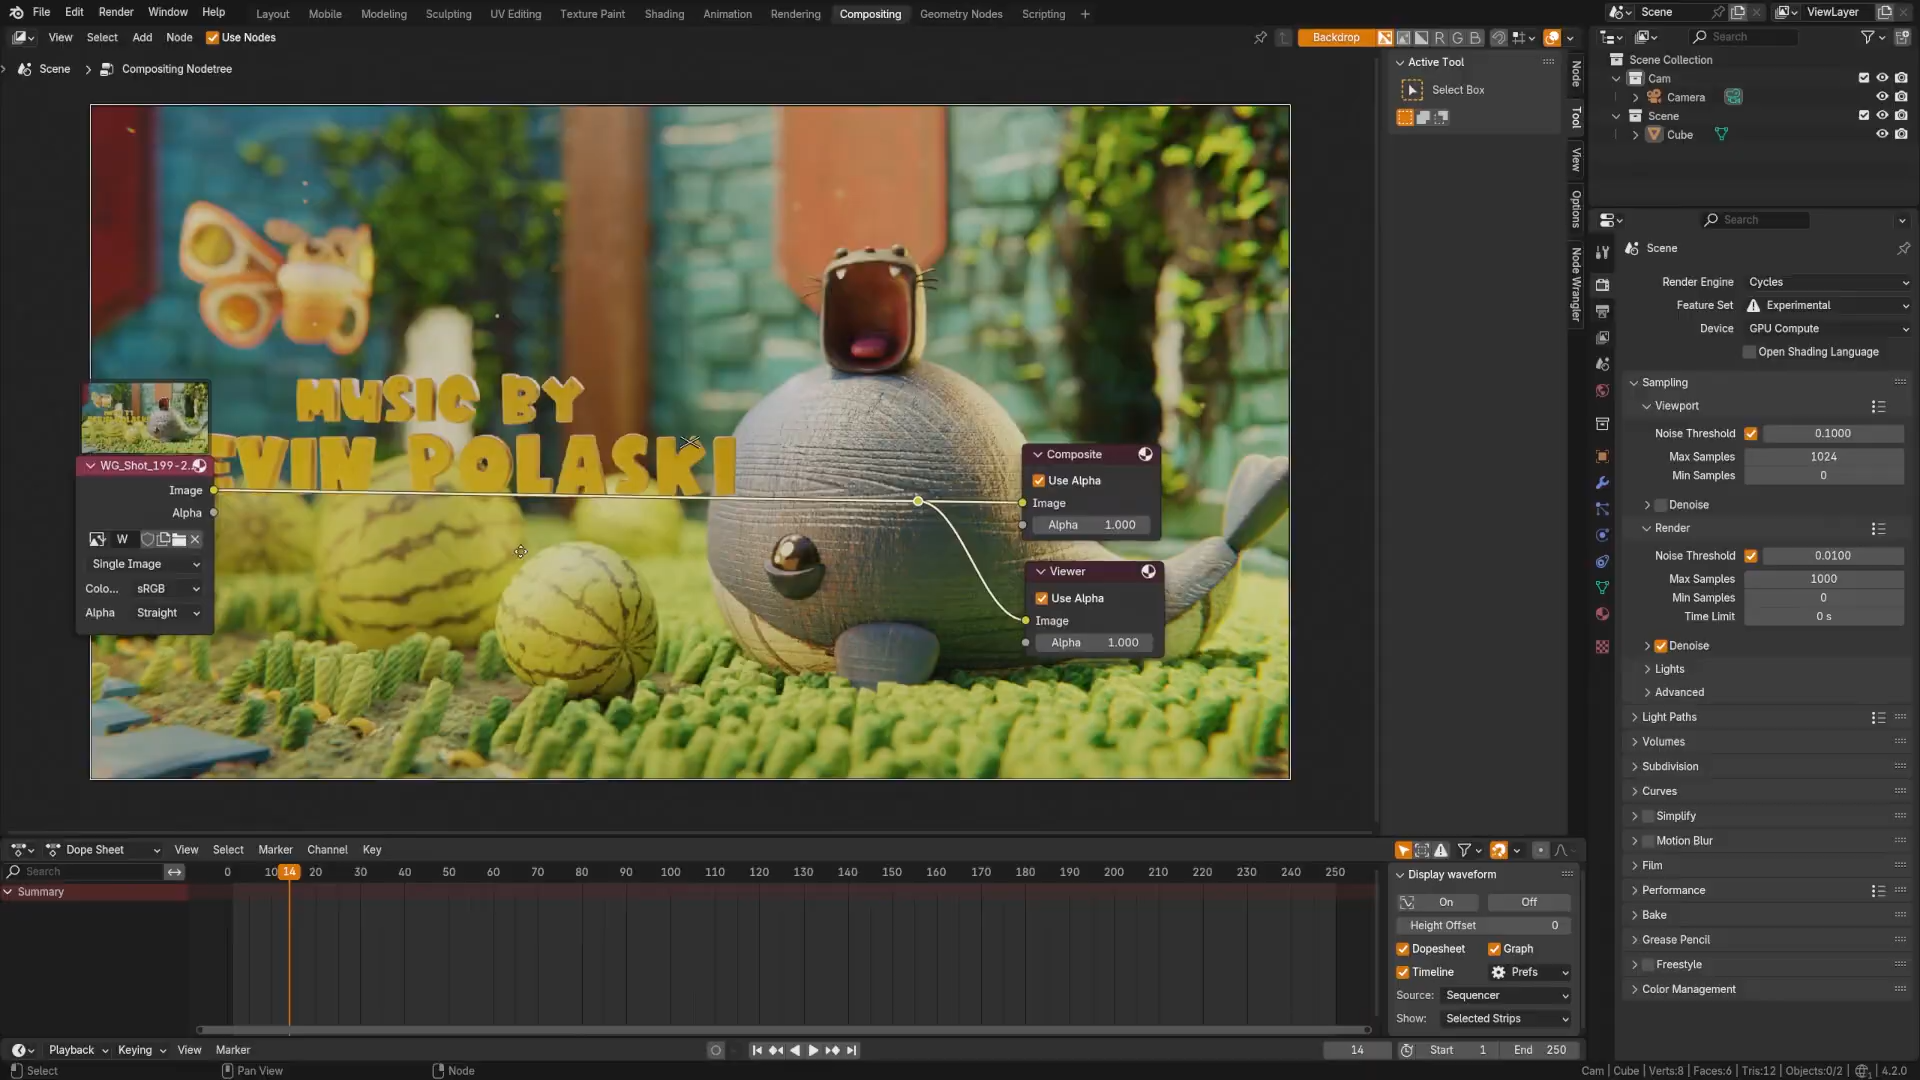 File Edit Render Window Help Layout Mobile Modeling Sculpting UV Editing Texture Paint Shading Animation Rendering Compositing Geometry Nodes Scripting + Scene ViewLayer
View Select Add Node Use Nodes Backdrop R G B Search
Scene > Compositing Nodetree
Active Tool
Select Box
Node
Tool
View
Options
Node Wrangler
Scene Collection
Cam
Camera
Scene
Cube
MUSIC BY
EVIN POLASKI
WG_Shot_199-2...
Image
Alpha
W
Single Image
Colo... sRGB
Alpha Straight
Composite
Use Alpha
Image
Alpha 1.000
Viewer
Use Alpha
Image
Alpha 1.000
Search
Scene
Render Engine Cycles
Feature Set Experimental
Device GPU Compute
Open Shading Language
Sampling
Viewport
Noise Threshold 0.1000
Max Samples 1024
Min Samples 0
Denoise
Render
Noise Threshold 0.0100
Max Samples 1000
Min Samples 0
Time Limit 0 s
Denoise
Lights
Advanced
Light Paths
Volumes
Subdivision
Curves
Simplify
Motion Blur
Film
Performance
Bake
Grease Pencil
Freestyle
Color Management
Dope Sheet View Select Marker Channel Key
Search 0 10 14 20 30 40 50 60 70 80 90 100 110 120 130 140 150 160 170 180 190 200 210 220 230 240 250
Summary
Display waveform
On Off
Height Offset 0
Dopesheet Graph
Timeline Prefs
Source: Sequencer
Show: Selected Strips
Playback Keying View Marker 14 Start 1 End 250
Select Pan View Node Cam | Cube | Verts:8 | Faces:6 | Tris:12 | Objects:0/2 | 4.2.0